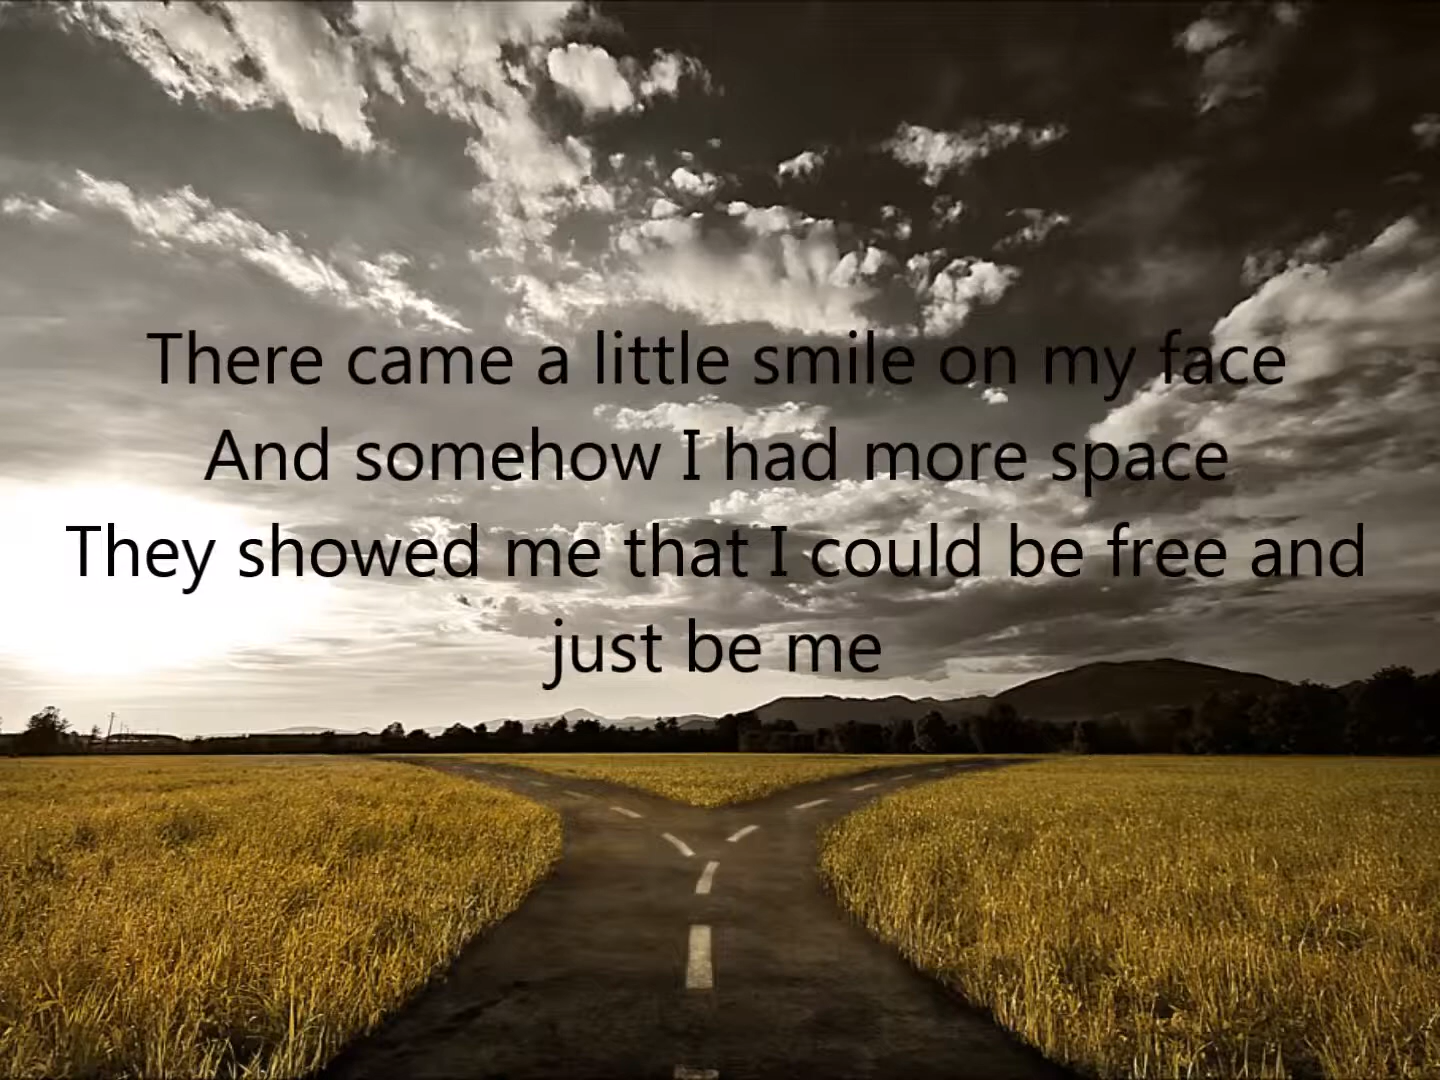 There came a little smile on my face
And somehow I had more space
They showed me that I could be free and
just be me